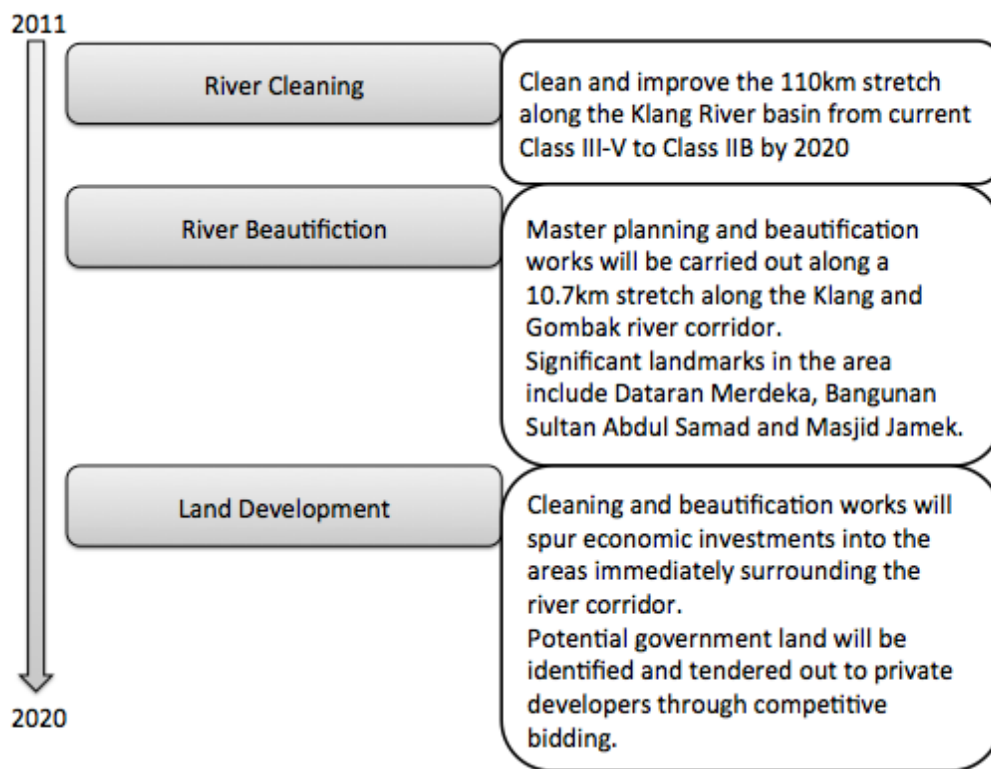 2011
River Cleaning
Clean and improve the 110km stretch
along the Klang River basin from current
Class III-V to Class IIB by 2020
River Beautifiction
Master planning and beautification
works will be carried out along a
10.7km stretch along the Klang and
Gombak river corridor.
Significant landmarks in the area
include Dataran Merdeka, Bangunan
Sultan Abdul Samad and Masjid Jamek.
Land Development
Cleaning and beautification works will
spur economic investments into the
areas immediately surrounding the
river corridor.
Potential government land will be
identified and tendered out to private
developers through competitive
bidding.
2020